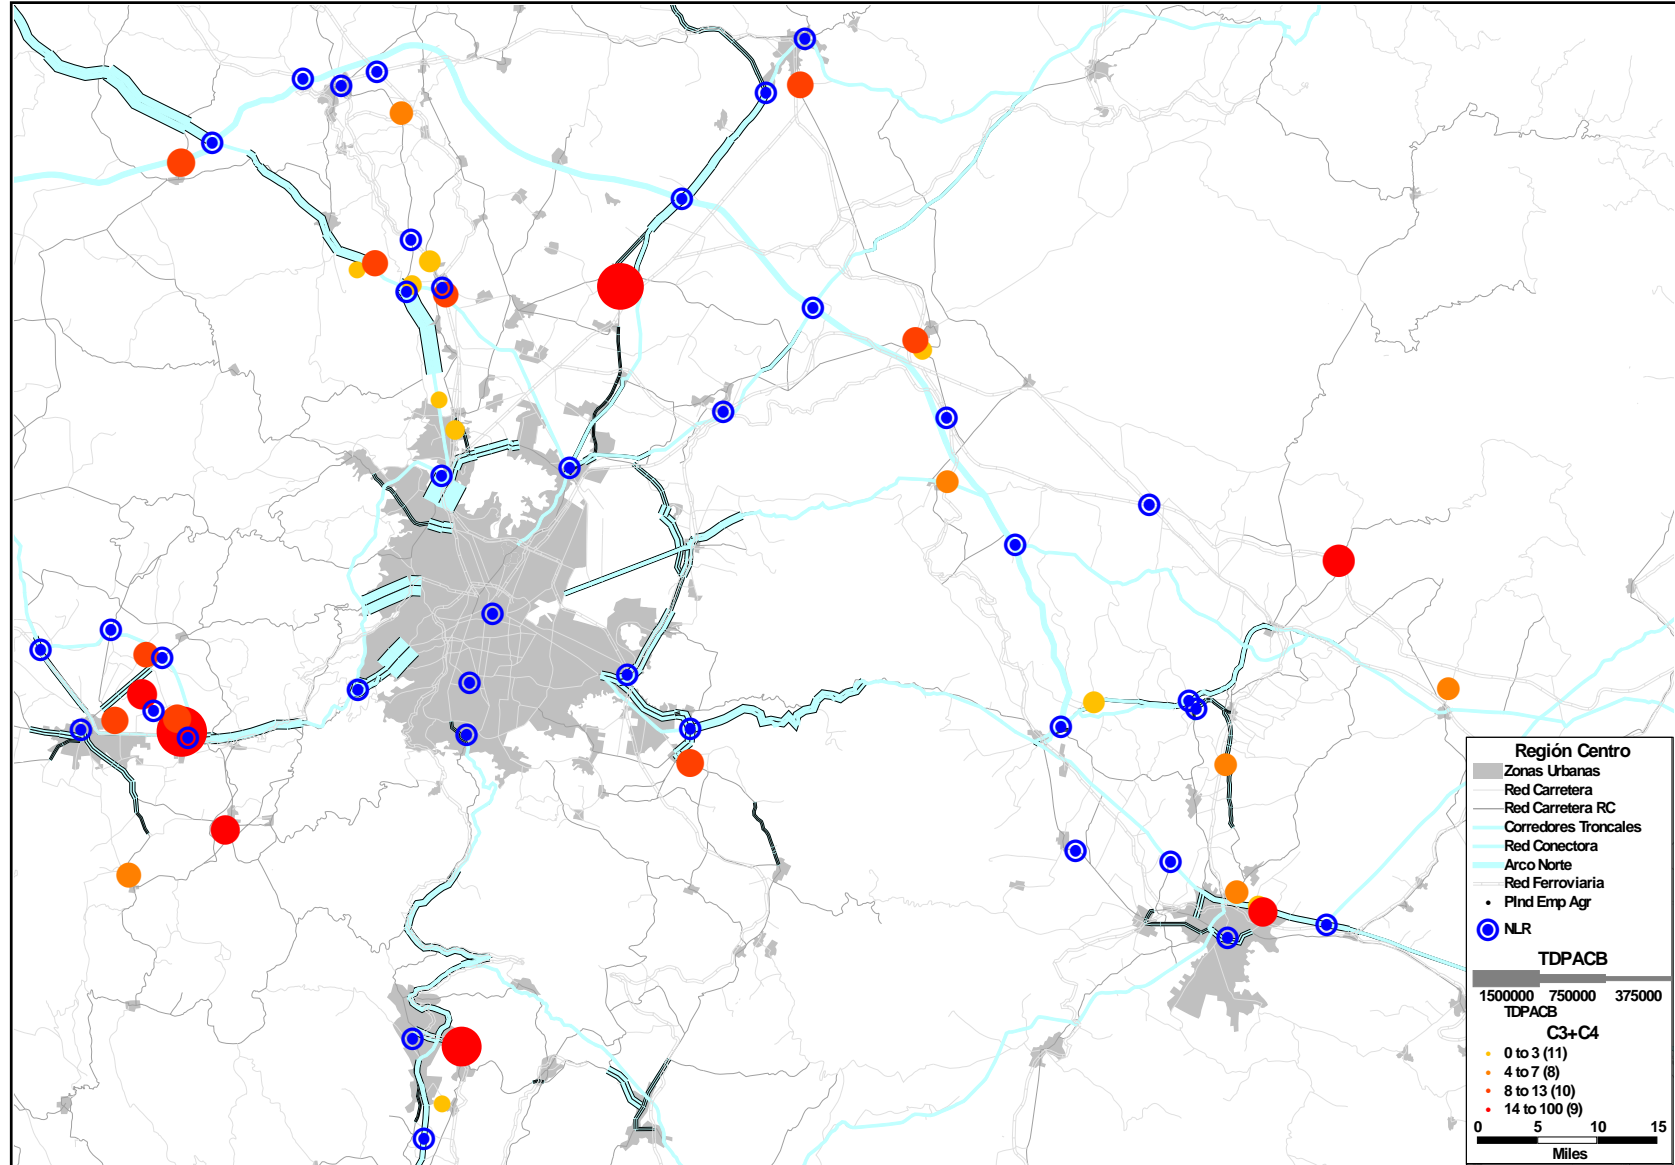 Región Centro
Zonas Urbanas
Red Carretera
Red Carretera RC
Corredores Troncales
Red Conectora
Arco Norte
Red Ferroviaria
PInd Emp Agr
NLR
TDPACB
1500000 750000 375000
TDPACB
C3+C4
0 to 3 (11)
4 to 7 (8)
8 to 13 (10)
14 to 100 (9)
0 5 10 15
Miles